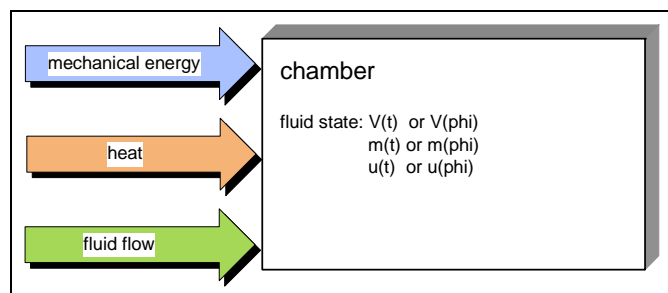 mechanical energy
heat
fluid flow
chamber
fluid state: V(t) or V(phi)
m(t) or m(phi)
u(t) or u(phi)